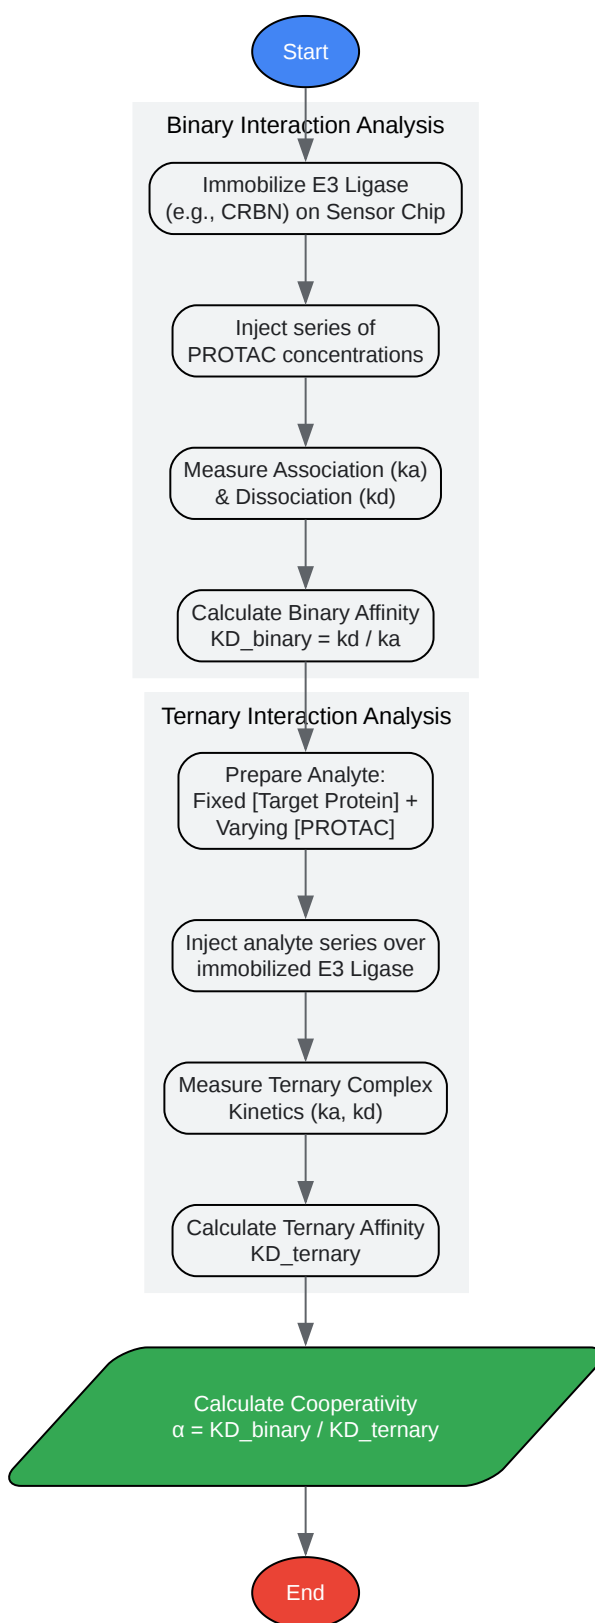 Start
Binary Interaction Analysis
Immobilize E3 Ligase
(e.g., CRBN) on Sensor Chip
Inject series of
PROTAC concentrations
Measure Association (ka)
& Dissociation (kd)
Calculate Binary Affinity
KD_binary = kd / ka
Ternary Interaction Analysis
Prepare Analyte:
Fixed [Target Protein] +
Varying [PROTAC]
Inject analyte series over
immobilized E3 Ligase
Measure Ternary Complex
Kinetics (ka, kd)
Calculate Ternary Affinity
KD_ternary
Calculate Cooperativity
α = KD_binary / KD_ternary
End